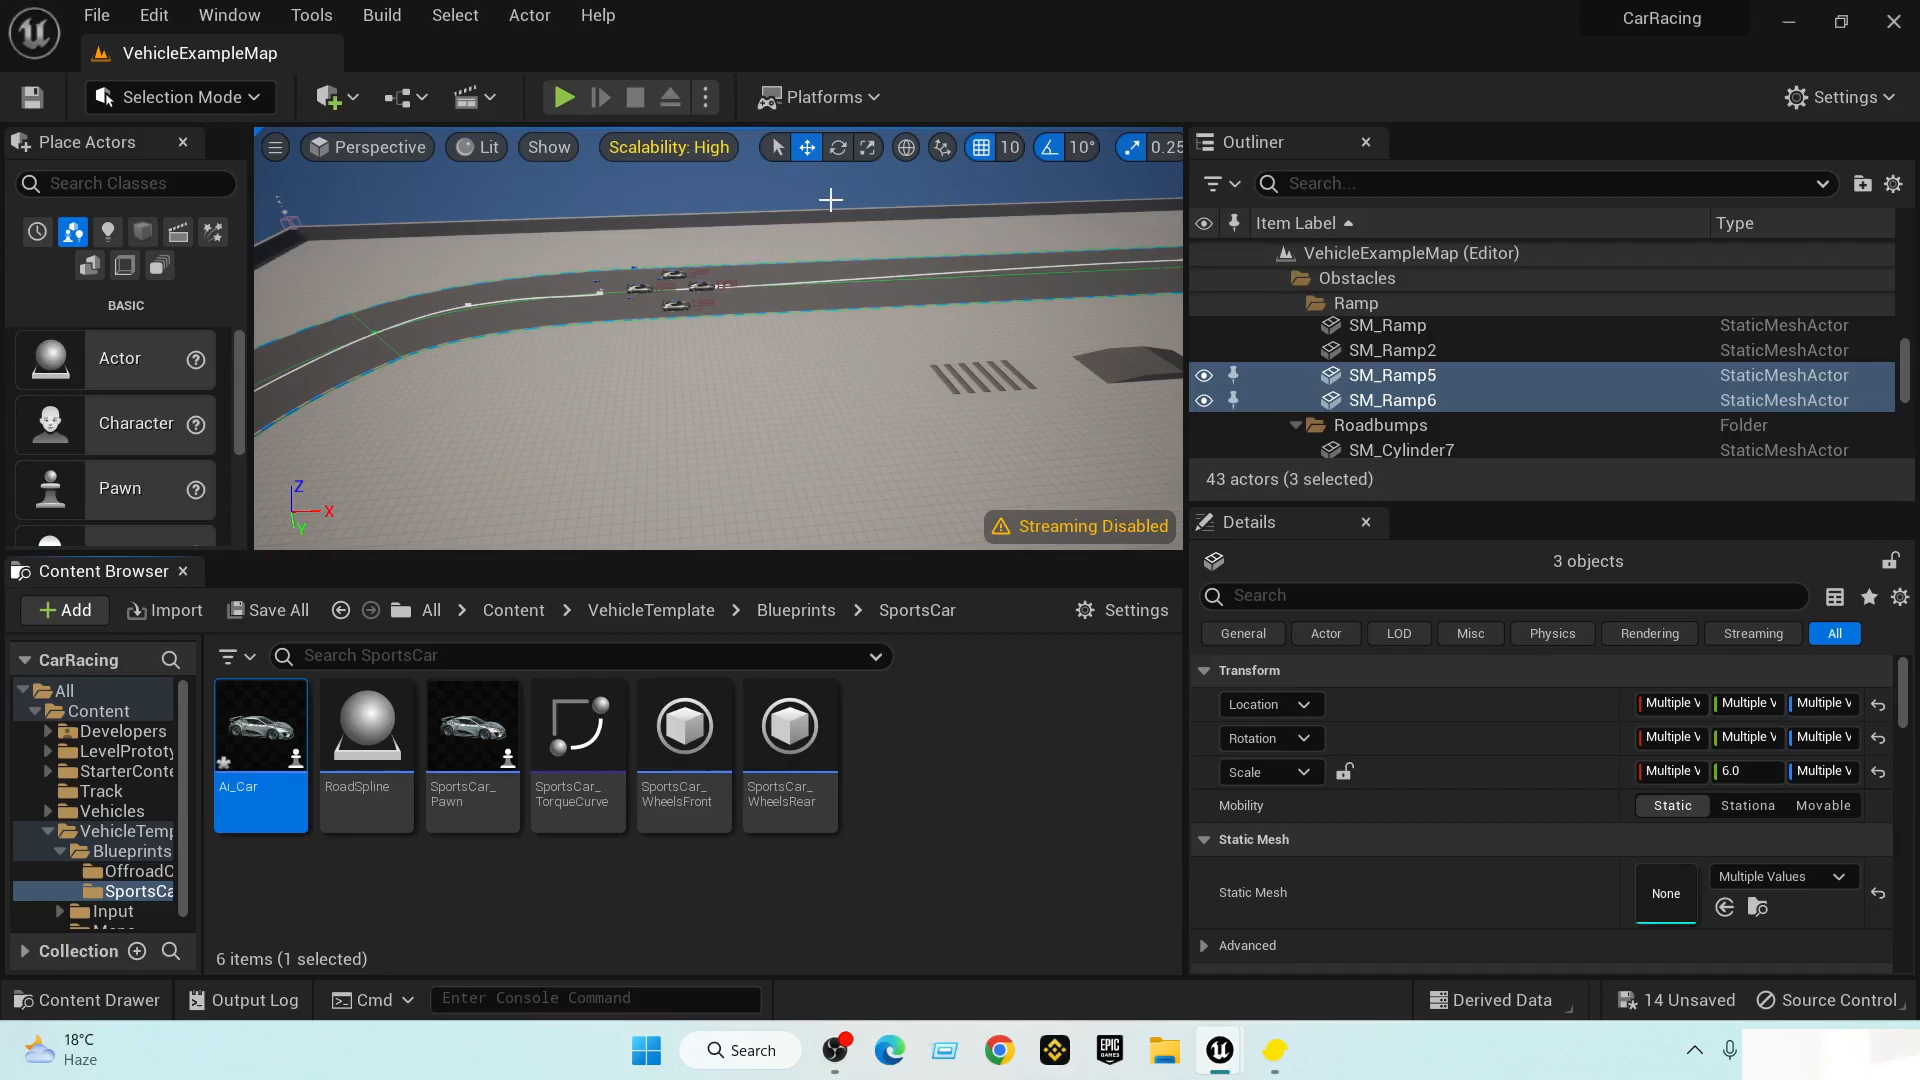 File Edit Window Tools Build Select Actor Help
CarRacing
VehicleExampleMap
Selection Mode
Platforms
Settings
Place Actors
Search Classes
BASIC
Actor
Character
Pawn
Perspective
Lit
Show
Scalability: High
10
10°
0.25
Z
X
Y
Streaming Disabled
Outliner
Search...
Item Label
Type
VehicleExampleMap (Editor)
Obstacles
Ramp
SM_Ramp StaticMeshActor
SM_Ramp2 StaticMeshActor
SM_Ramp5 StaticMeshActor
SM_Ramp6 StaticMeshActor
Roadbumps Folder
SM_Cylinder7 StaticMeshActor
43 actors (3 selected)
Details
3 objects
Search
General Actor LOD Misc Physics Rendering Streaming All
Transform
Location Multiple V Multiple V Multiple V
Rotation Multiple V Multiple V Multiple V
Scale Multiple V 6.0 Multiple V
Mobility Static Stationa Movable
Static Mesh
Static Mesh None Multiple Values
Advanced
Content Browser
Add Import Save All All Content VehicleTemplate Blueprints SportsCar Settings
CarRacing
All
Content
Developers
LevelPrototy
StarterConte
Track
Vehicles
VehicleTemp
Blueprints
OffroadC
SportsCa
Input
Collection
Search SportsCar
Ai_Car
RoadSpline
SportsCar_
Pawn
SportsCar_
TorqueCurve
SportsCar_
WheelsFront
SportsCar_
WheelsRear
6 items (1 selected)
Content Drawer Output Log Cmd Enter Console Command Derived Data 14 Unsaved Source Control
18°C
Haze
Search
EPIC
GAMES